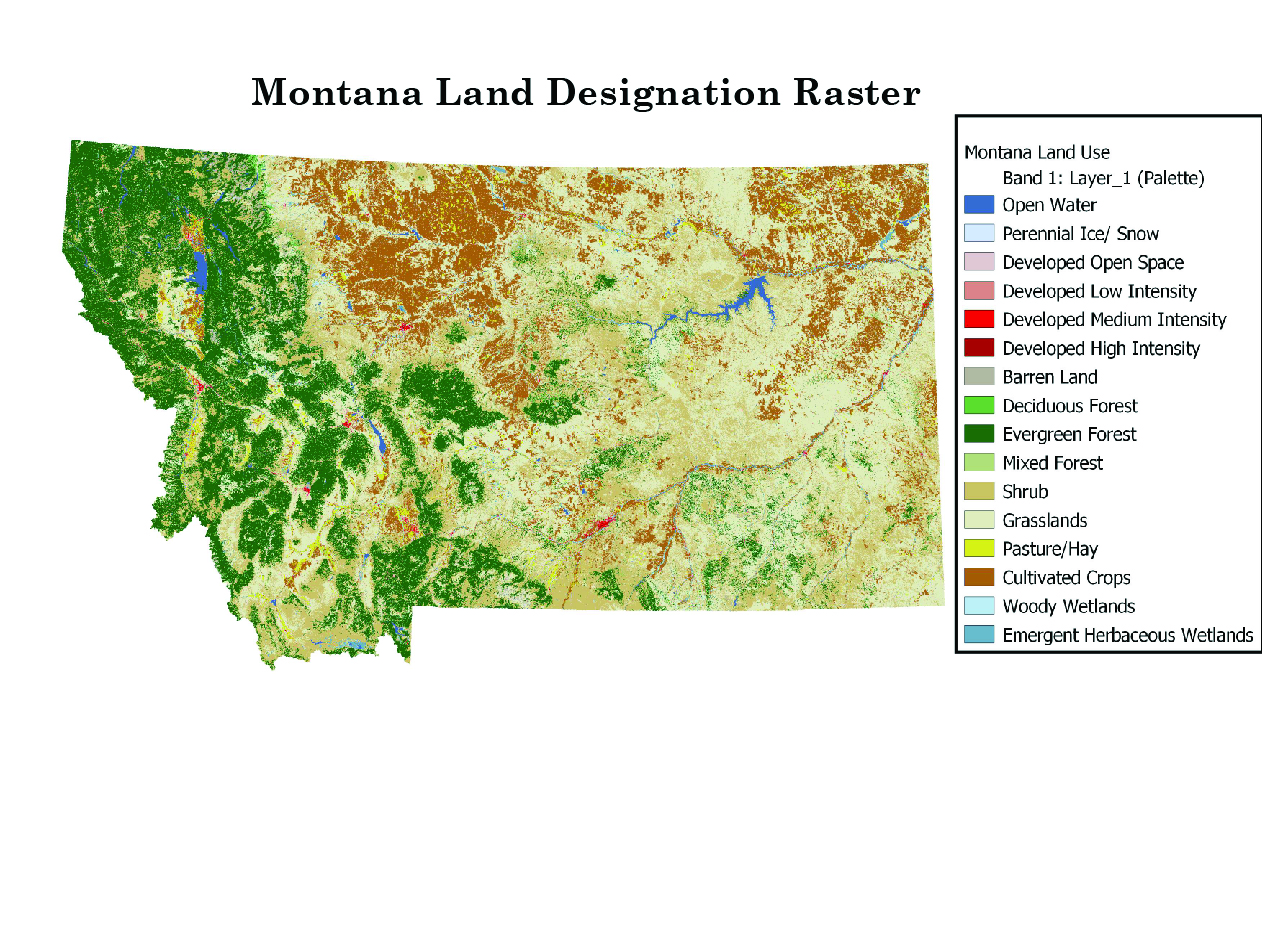 Montana Land Designation Raster
Montana Land Use
Band 1: Layer_1 (Palette)
Open Water
Perennial Ice/ Snow
Developed Open Space
Developed Low Intensity
Developed Medium Intensity
Developed High Intensity
Barren Land
Deciduous Forest
Evergreen Forest
Mixed Forest
Shrub
Grasslands
Pasture/Hay
Cultivated Crops
Woody Wetlands
Emergent Herbaceous Wetlands